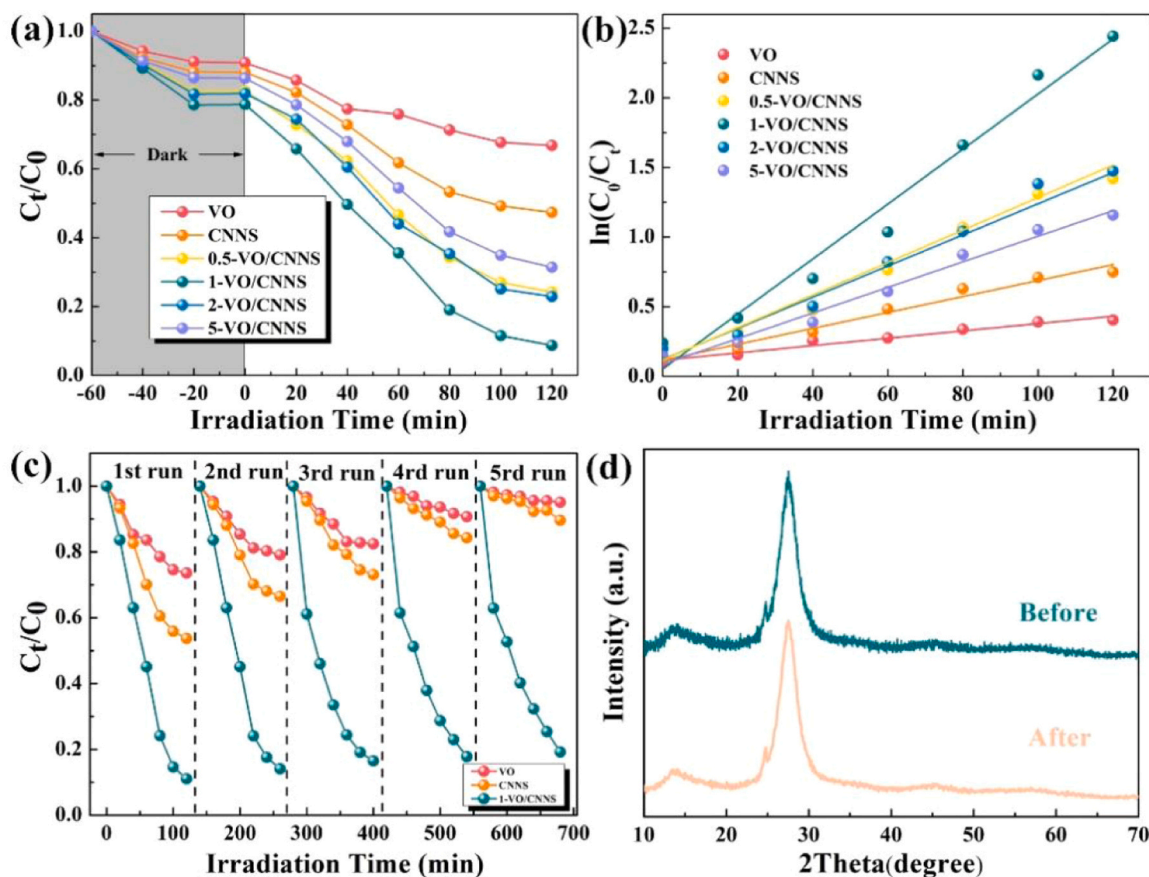 (a)
Ct/C0
1.0
0.8
0.6
0.4
0.2
0.0
Dark
VO
CNNS
0.5-VO/CNNS
1-VO/CNNS
2-VO/CNNS
5-VO/CNNS
-60 -40 -20 0 20 40 60 80 100 120
Irradiation Time (min)
(b)
ln(C0/Ct)
2.5
2.0
1.5
1.0
0.5
0.0
VO
CNNS
0.5-VO/CNNS
1-VO/CNNS
2-VO/CNNS
5-VO/CNNS
0 20 40 60 80 100 120
Irradiation Time (min)
(c)
1st run 2nd run 3rd run 4rd run 5rd run
Ct/C0
1.0
0.8
0.6
0.4
0.2
0.0
VO
CNNS
1-VO/CNNS
0 100 200 300 400 500 600 700
Irradiation Time (min)
(d)
Intensity (a.u.)
Before
After
10 20 30 40 50 60 70
2Theta(degree)